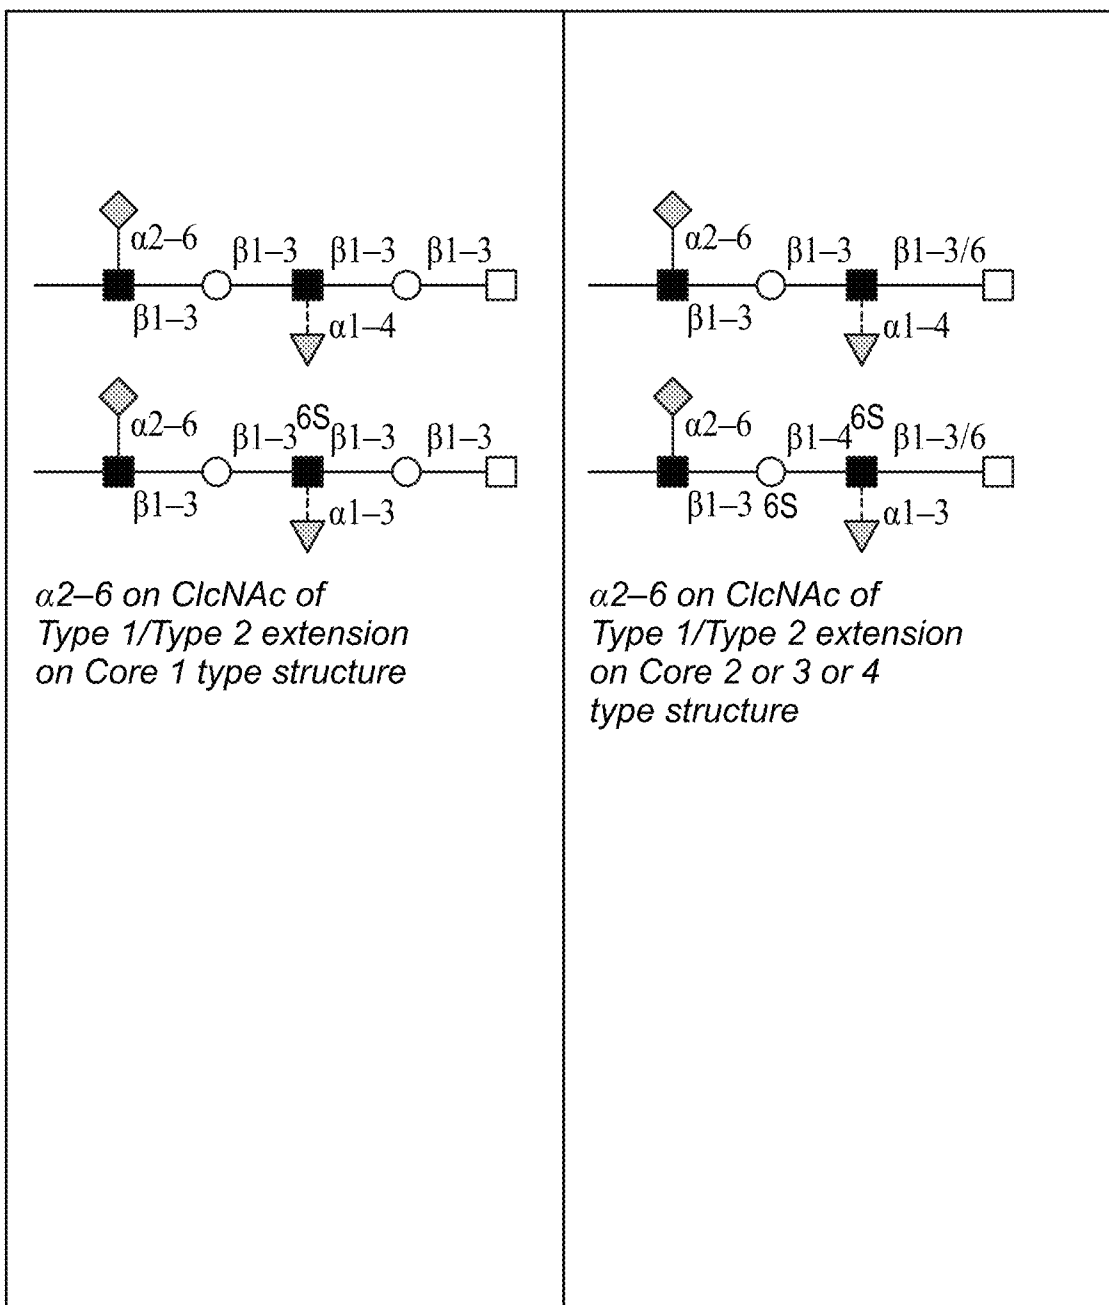 α2–6 β1–3 β1–3 β1–3
β1–3 α1–4
α2–6 β1–3 6S β1–3 β1–3
β1–3 α1–3
α2–6 on ClcNAc of
Type 1/Type 2 extension
on Core 1 type structure
α2–6 β1–3 β1–3/6
β1–3 α1–4
α2–6 β1–4 6S β1–3/6
β1–3 6S α1–3
α2–6 on ClcNAc of
Type 1/Type 2 extension
on Core 2 or 3 or 4
type structure